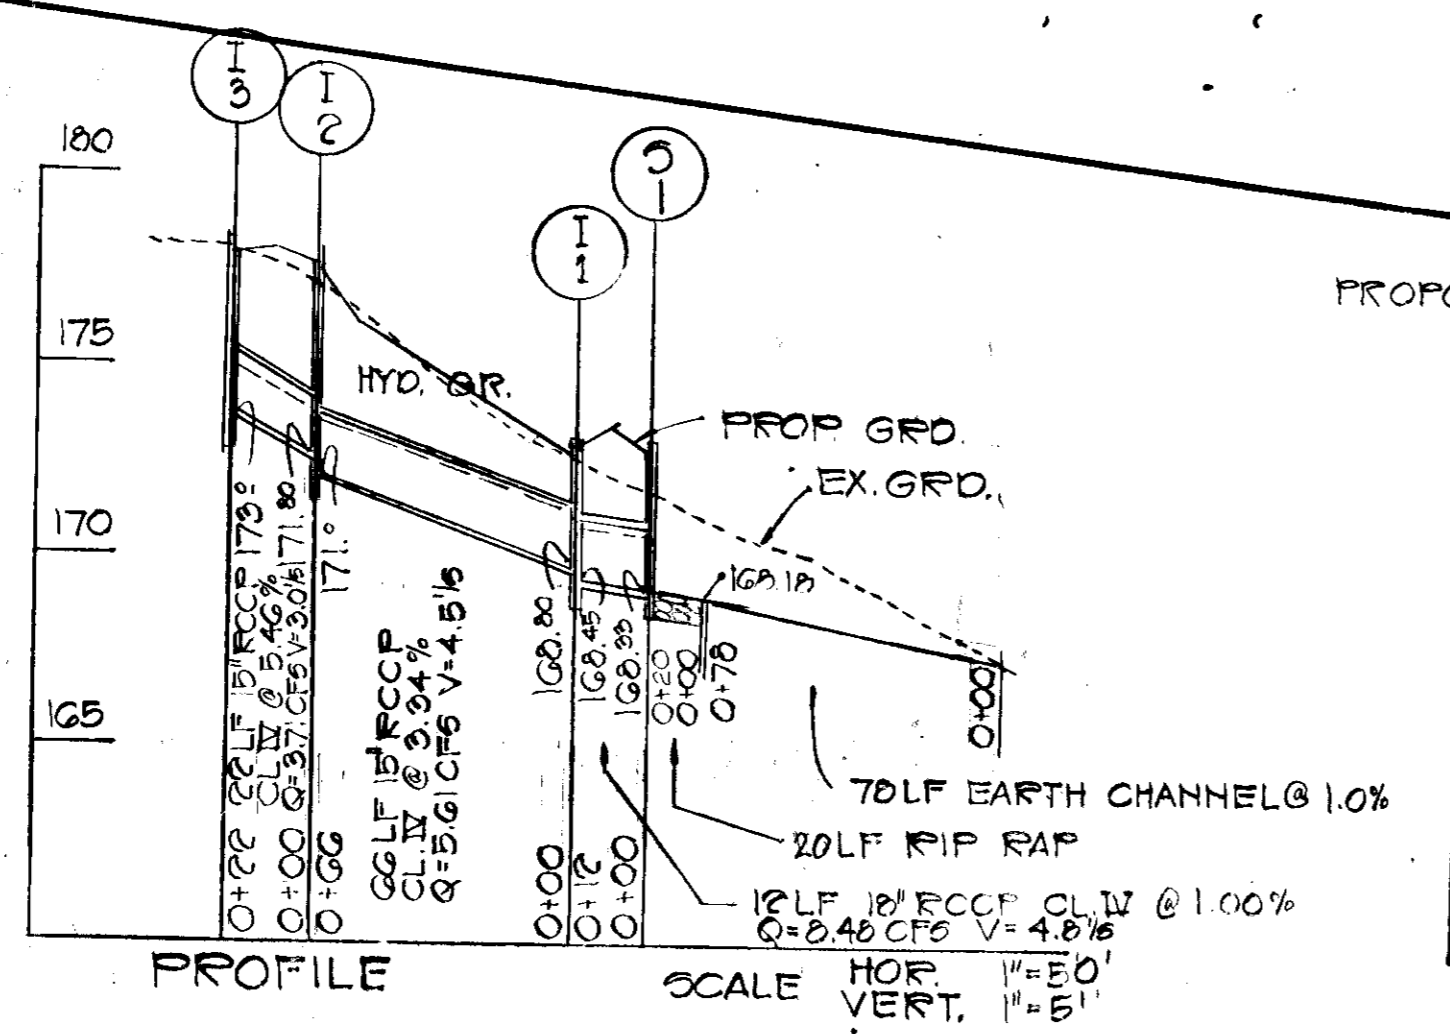 I
3
I
2
S
1
I
1
180
175
170
165
PROPO
HYD. GR.
PROP GRD.
EX. GRD.
168.18
173.0
171.80
171.0
168.80
168.45
168.33
22 LF 15" RCCP
CL IV @ 5.46%
Q=3.71 CFS V=3.0'/s
66 LF 15" RCCP
CL. IV @ 3.34%
Q=5.61 CFS V=4.5'/s
0+20
0+00
0+78
0+00
0+22
0+00
0+66
0+00
0+12
0+00
78 LF EARTH CHANNEL @ 1.0%
20 LF RIP RAP
12 LF 18" RCCP CL. IV @ 1.00%
Q=8.48 CFS V=4.8'/s
PROFILE
SCALE HOR. 1"=50'
VERT. 1"=5'